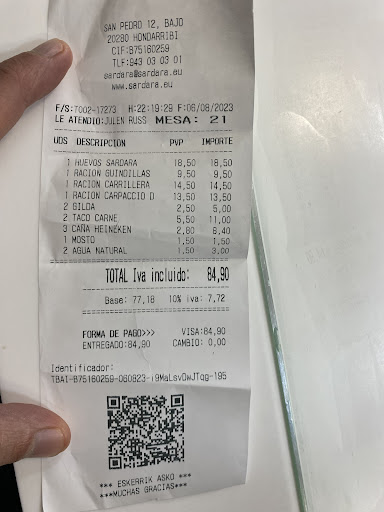 SAN PEDRO 12, BAJO
20280 HONDARRIBI
CIF:B75160259
TLF:943 03 03 01
sardara@sardara.eu
www.sardara.eu
F/S:T002-17273 H:22:19:29 F:06/08/2023
LE ATENDIO:JULEN RUSS MESA: 21
UDS DESCRIPCIÓN PVP IMPORTE
1 HUEVOS SARDARA 18,50 18,50
1 RACION GUINDILLAS 9,50 9,50
1 RACION CARRILLERA 14,50 14,50
1 RACION CARPACCIO D 13,50 13,50
2 GILDA 2,50 5,00
2 TACO CARNE 5,50 11,00
3 CAÑA HEINEKEN 2,80 8,40
1 MOSTO 1,50 1,50
2 AGUA NATURAL 1,50 3,00
TOTAL Iva incluido: 84,90
Base: 77,18 10% iva: 7,72
FORMA DE PAGO>>> VISA:84,90
ENTREGADO:84,90 CAMBIO: 0,00
Identificador:
TBAI-B75160259-060823-i9MaLsvDwJTqg-195
*** ESKERRIK ASKO ***
***MUCHAS GRACIAS***